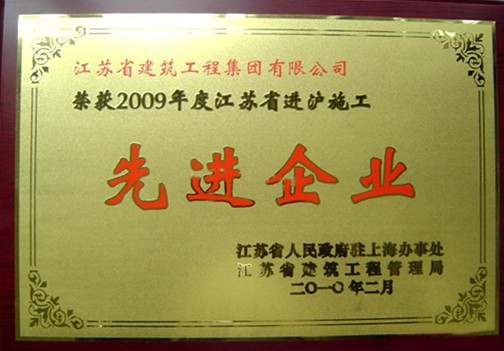 江苏省建筑工程集团有限公司
荣获2009年度江苏省进沪施工
先进企业
江苏省人民政府驻上海办事处
江苏省建筑工程管理局
二〇一〇年二月